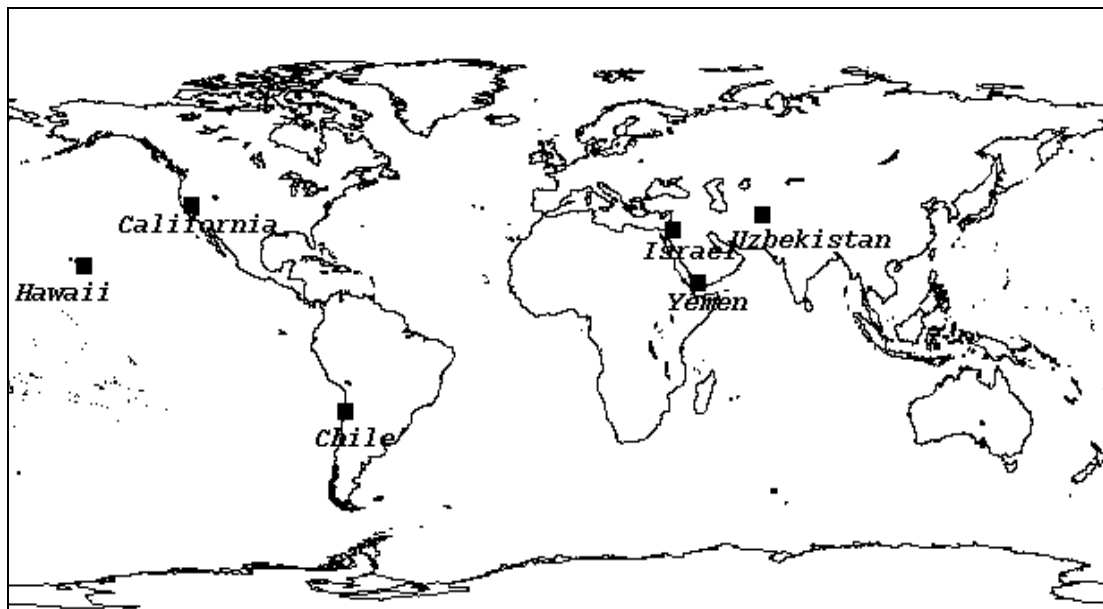 California
Uzbekistan
Israel
Hawaii
Yemen
Chile